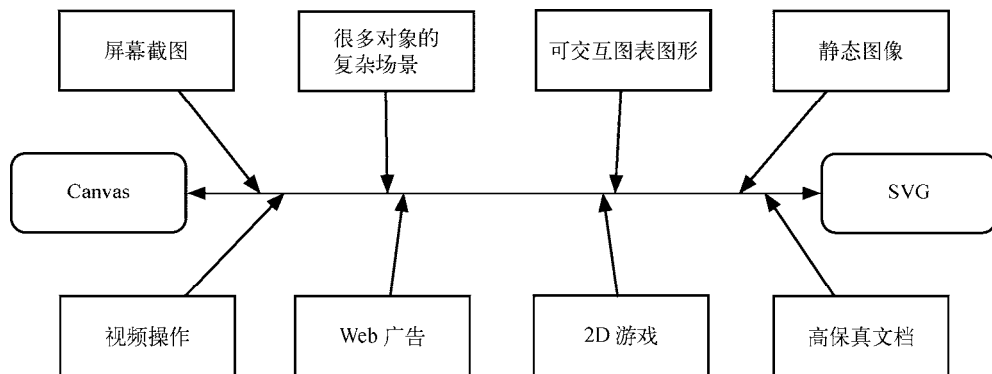 屏幕截图
很多对象的
复杂场景
可交互图表图形
静态图像
Canvas
SVG
视频操作
Web 广告
2D 游戏
高保真文档